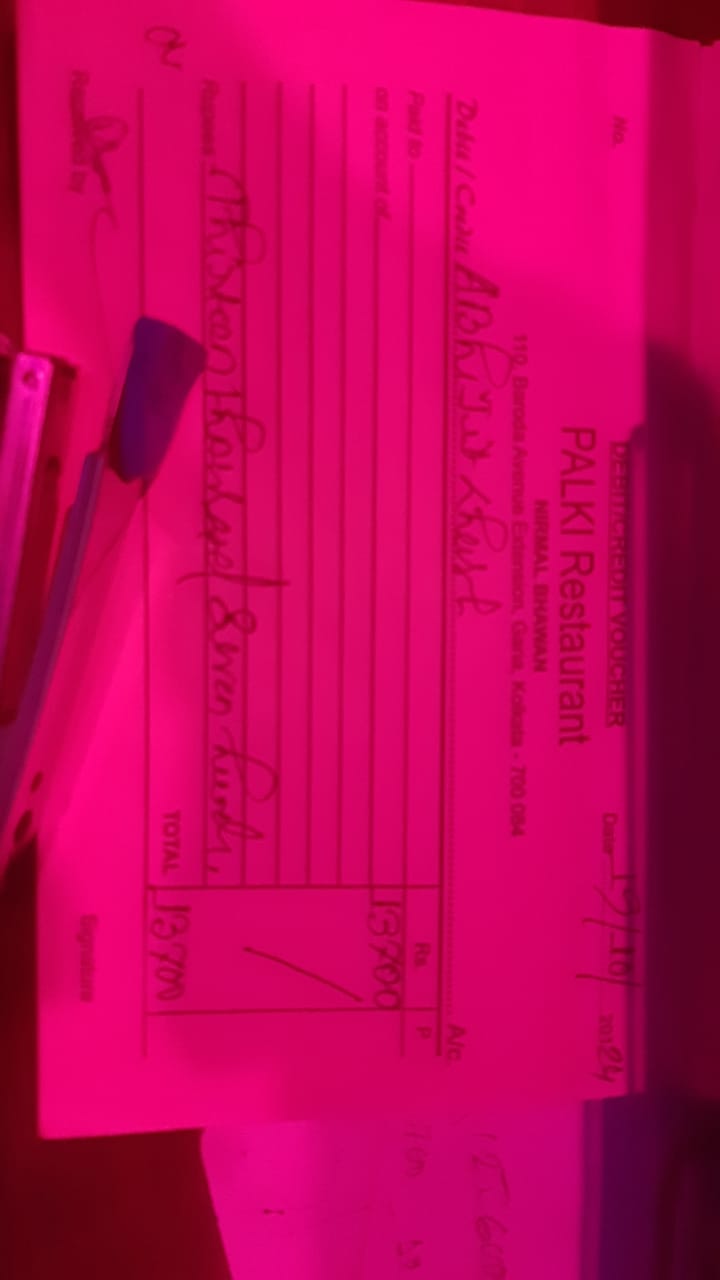 No.
DEBIT/CREDIT VOUCHER
Date 19/10/ 20124
PALKI Restaurant
NIRMAL BHAWAN
110, Baroda Avenue Extension, Garia, Kolkata - 700 084
Debit / Credit ABhiJit A/c.
Paid to Rs. P.
on account of 13700
Rupees Thirteen Thousand Seven hundr.
TOTAL 13700
Received by Signature